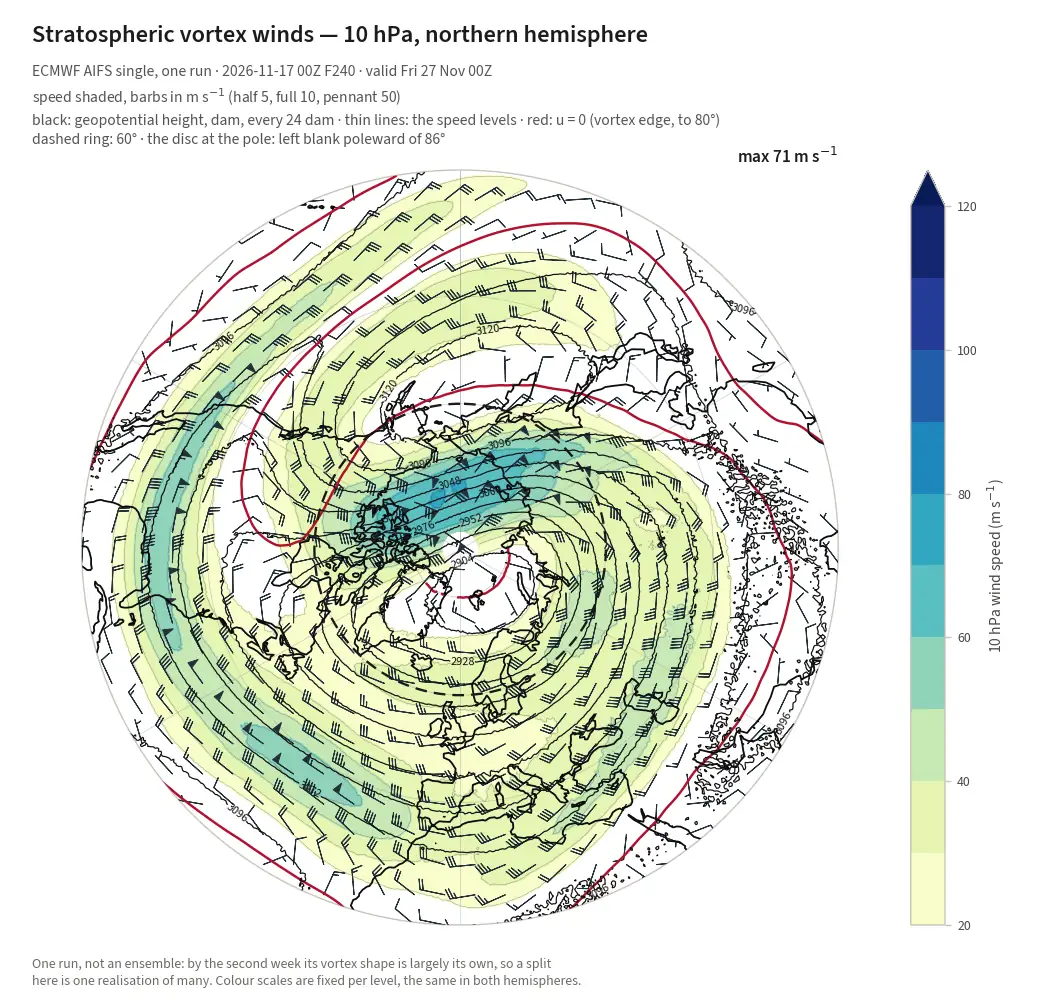 Stratospheric vortex winds — 10 hPa, northern hemisphere
ECMWF AIFS single, one run · 2026-11-17 00Z F240 · valid Fri 27 Nov 00Z
speed shaded, barbs in m s⁻¹ (half 5, full 10, pennant 50)
black: geopotential height, dam, every 24 dam · thin lines: the speed levels · red: u = 0 (vortex edge, to 80°)
dashed ring: 60° · the disc at the pole: left blank poleward of 86°
max 71 m s⁻¹
120
100
80
60
40
20
10 hPa wind speed (m s⁻¹)
3096
3096
3120
3120
3096
3096
3048
2976
2952
2904
2928
3096
3096
One run, not an ensemble: by the second week its vortex shape is largely its own, so a split
here is one realisation of many. Colour scales are fixed per level, the same in both hemispheres.